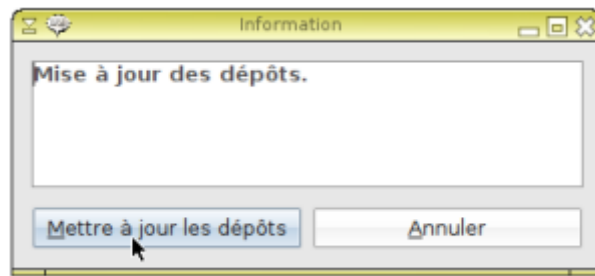 Information
Mise à jour des dépôts.
Mettre à jour les dépôts
Annuler